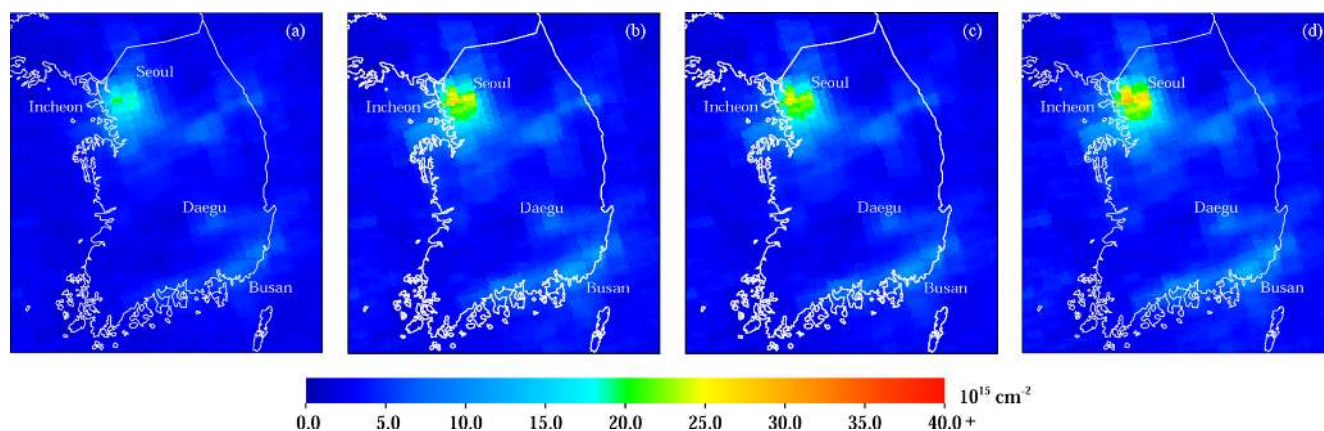 (a)
Seoul
Incheon
Daegu
Busan
(b)
Seoul
Incheon
Daegu
Busan
(c)
Seoul
Incheon
Daegu
Busan
(d)
Seoul
Incheon
Daegu
Busan
10¹⁵ cm⁻²
0.0 5.0 10.0 15.0 20.0 25.0 30.0 35.0 40.0 +